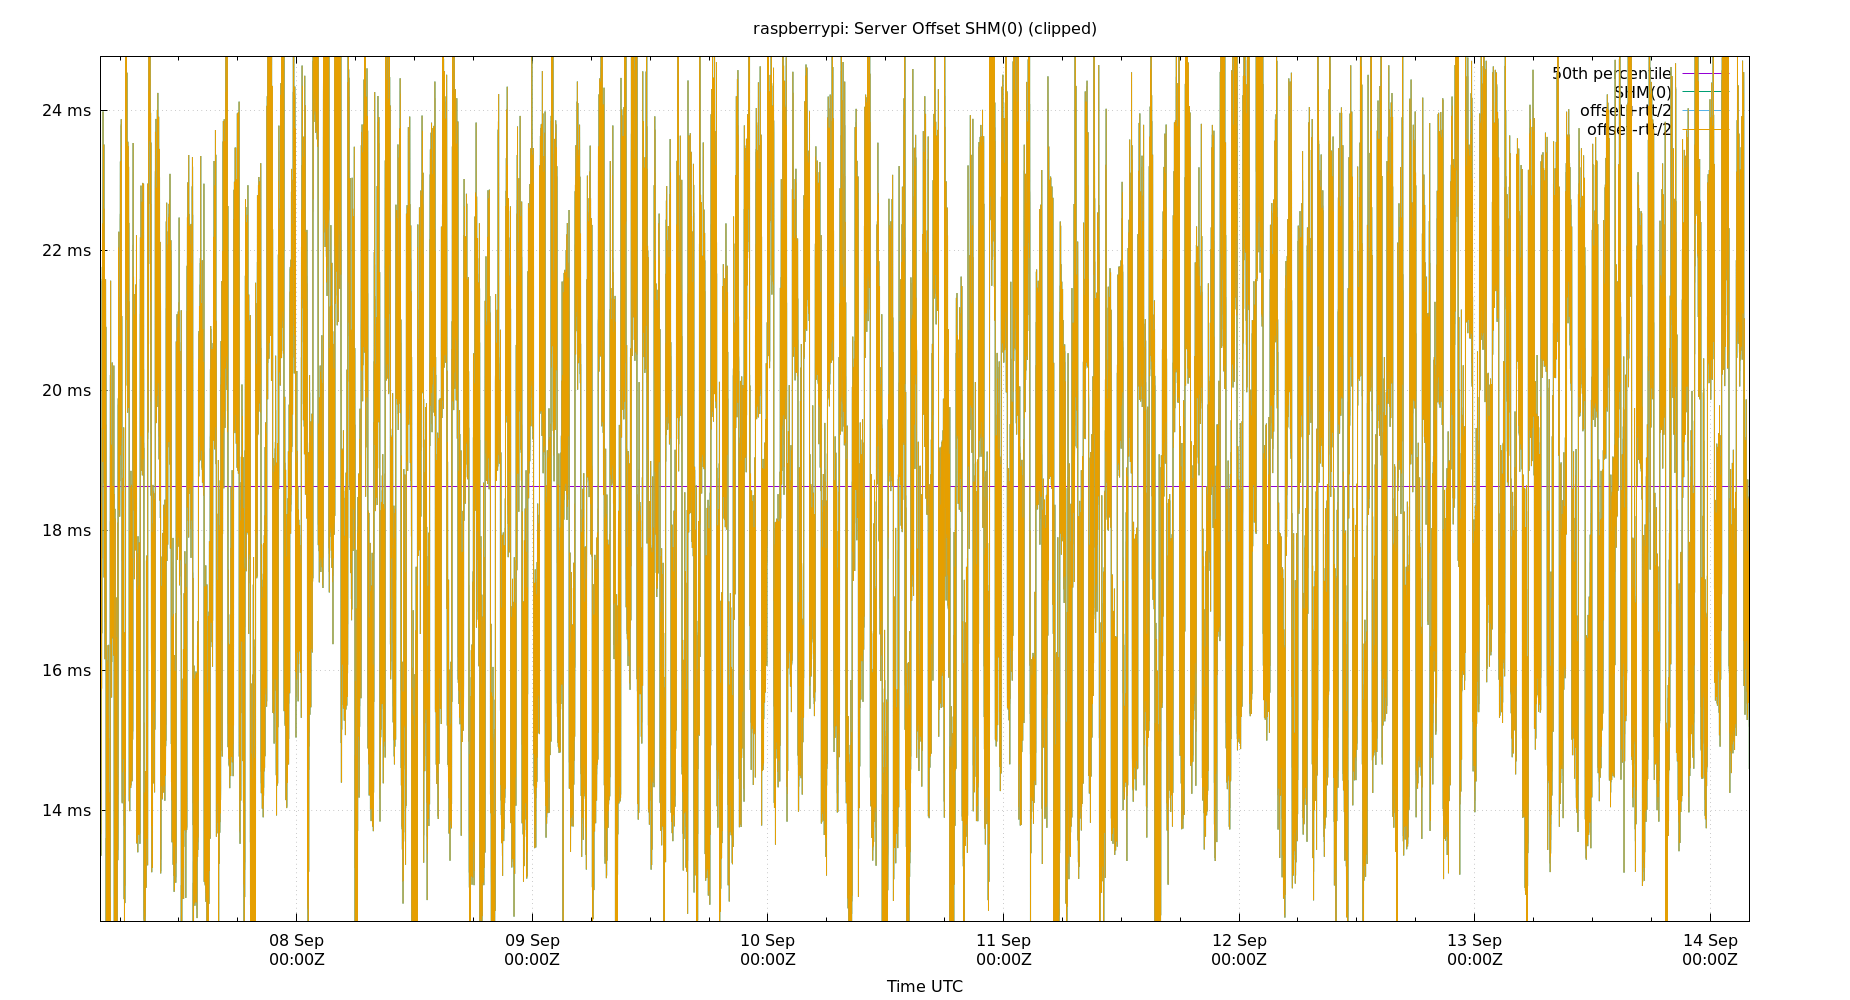 raspberrypi: Server Offset SHM(0) (clipped)
50th percentile
SHM(0)
offset+rtt/2
offset-rtt/2
24 ms
22 ms
20 ms
18 ms
16 ms
14 ms
08 Sep
00:00Z
09 Sep
00:00Z
10 Sep
00:00Z
11 Sep
00:00Z
12 Sep
00:00Z
13 Sep
00:00Z
14 Sep
00:00Z
Time UTC